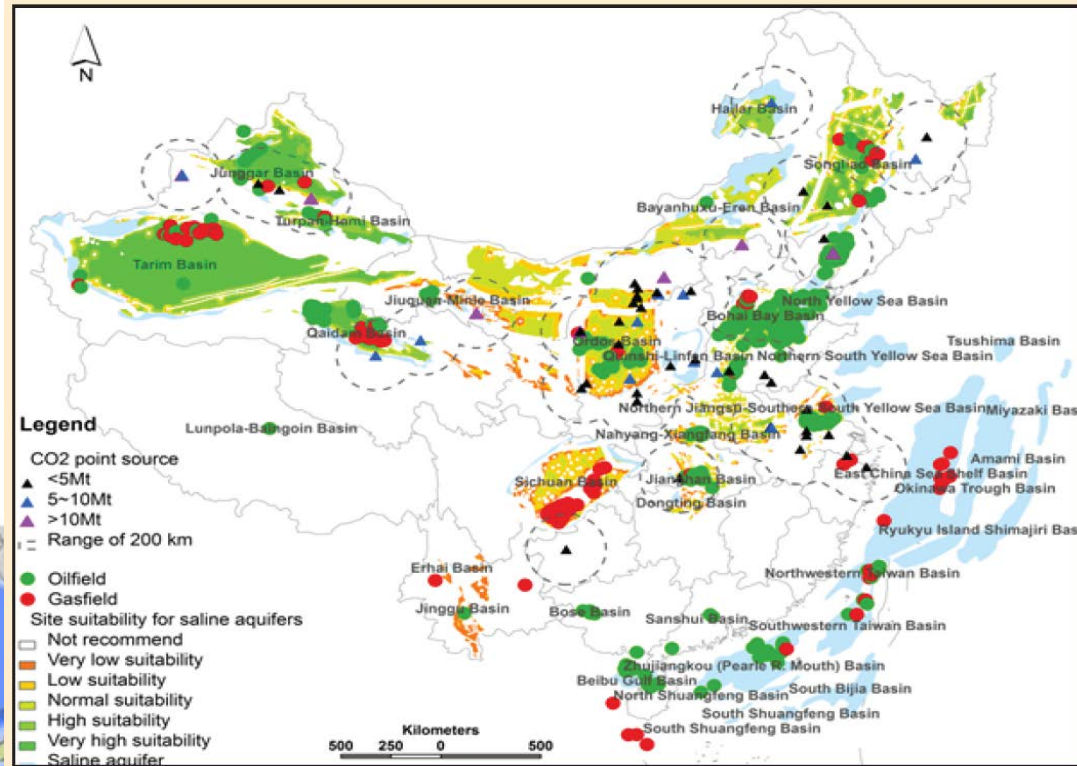 N
Hailar Basin
Songliao Basin
Junggar Basin
Bayanhuxu-Eren Basin
Turpan-Hami Basin
Tarim Basin
Jiuquan-Minle Basin
North Yellow Sea Basin
Bohai Bay Basin
Qaidam Basin
Ordos Basin
Tsushima Basin
Qinshi-Linfen Basin
Northern South Yellow Sea Basin
Northern Jiangsu-Southern South Yellow Sea Basin
Miyazaki Bas
Lunpola-Baingoin Basin
Nanyang-Xiangfang Basin
Amami Basin
East China Sea Shelf Basin
Sichuan Basin
Jianghan Basin
Okinawa Trough Basin
Dongting Basin
Ryukyu Island Shimajiri Bas
Erhai Basin
Northwestern Taiwan Basin
Jinggu Basin
Bose Basin
Sanshui Basin
Southwestern Taiwan Basin
Zhujiangkou (Pearle R. Mouth) Basin
Beibu Gulf Basin
South Bijia Basin
North Shuangfeng Basin
South Shuangfeng Basin
South Shuangfeng Basin
Legend
CO2 point source
<5Mt
5~10Mt
>10Mt
Range of 200 km
Oilfield
Gasfield
Site suitability for saline aquifers
Not recommend
Very low suitability
Low suitability
Normal suitability
High suitability
Very high suitability
Saline aquifer
Kilometers
500 250 0 500